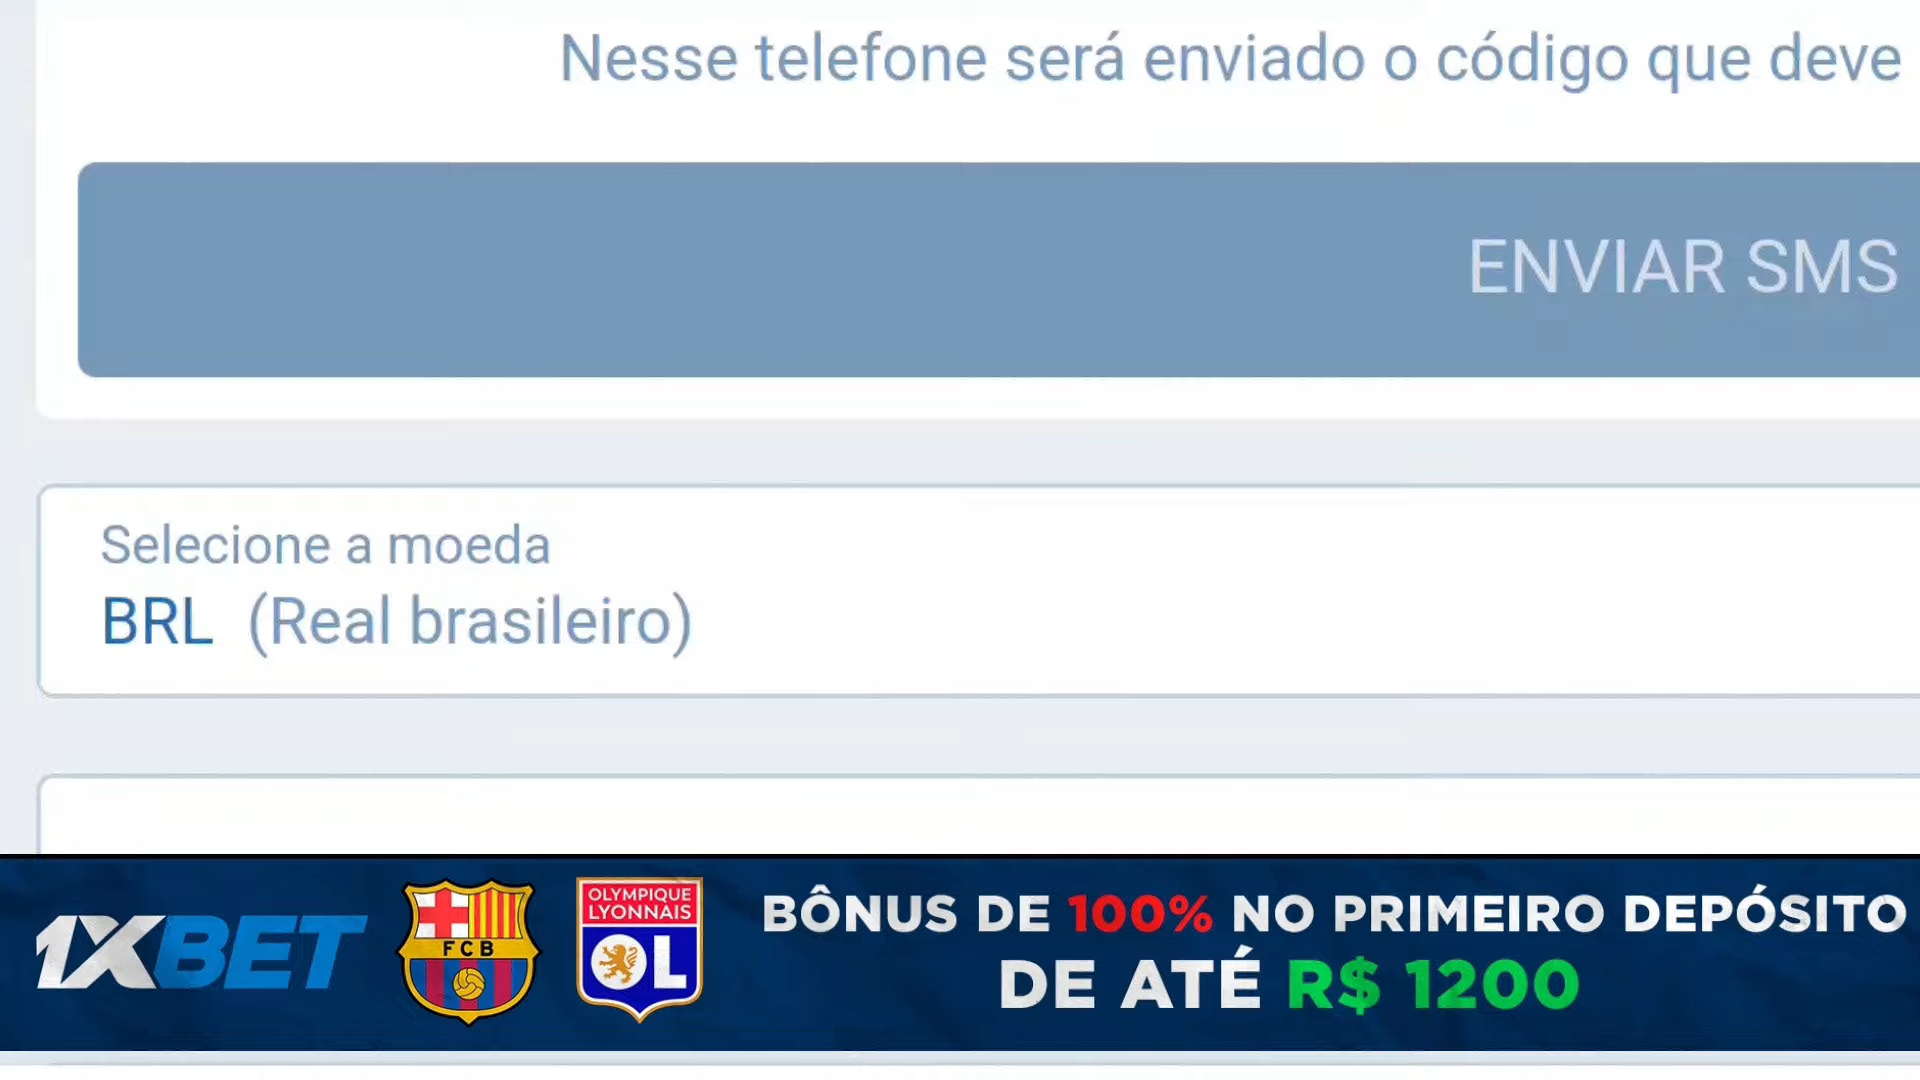 Nesse telefone será enviado o código que deve
ENVIAR SMS
Selecione a moeda
BRL (Real brasileiro)
1XBET
FCB
OLYMPIQUE
LYONNAIS
OL
BÔNUS DE 100% NO PRIMEIRO DEPÓSITO
DE ATÉ R$ 1200